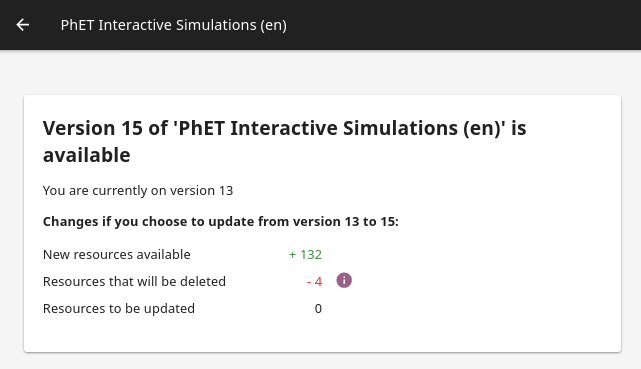 PhET Interactive Simulations (en)
Version 15 of 'PhET Interactive Simulations (en)' is
available
You are currently on version 13
Changes if you choose to update from version 13 to 15:
New resources available + 132
Resources that will be deleted - 4
Resources to be updated 0